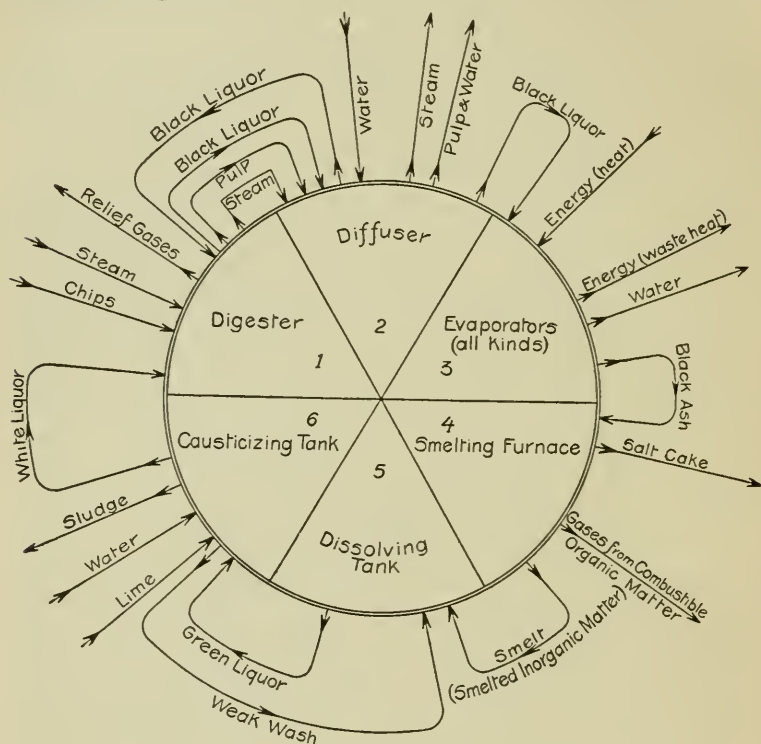 Black Liquor
Black Liquor
Pulp
Steam
Water
Steam
Pulp & Water
Black Liquor
Energy (heat)
Energy (waste heat)
Water
Black Ash
Salt Cake
Gases from Combustible
Organic Matter
Smelt
(Smelted Inorganic Matter)
Green Liquor
Weak Wash
Lime
Water
Sludge
White Liquor
Chips
Steam
Relief Gases
Digester
1
Diffuser
2
Evaporators
(all Kinds)
3
4
Smelting Furnace
5
Dissolving
Tank
6
Causticizing Tank